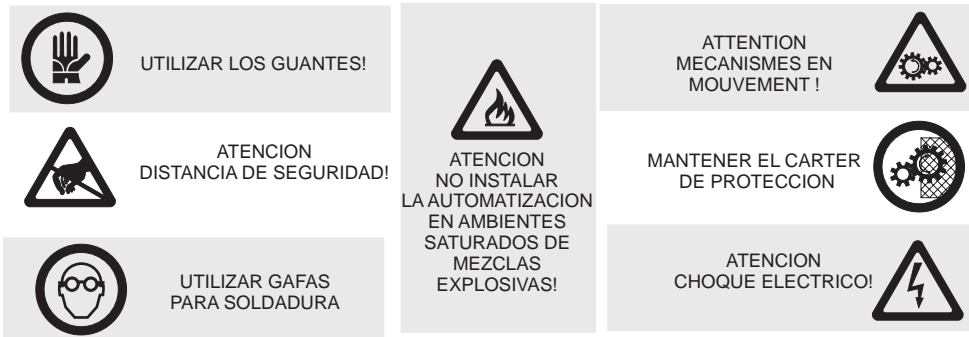 UTILIZAR LOS GUANTES!
ATENCION
DISTANCIA DE SEGURIDAD!
UTILIZAR GAFAS
PARA SOLDADURA
ATENCION
NO INSTALAR
LA AUTOMATIZACION
EN AMBIENTES
SATURADOS DE
MEZCLAS
EXPLOSIVAS!
ATTENTION
MECANISMES EN
MOUVEMENT !
MANTENER EL CARTER
DE PROTECCION
ATENCION
CHOQUE ELECTRICO!